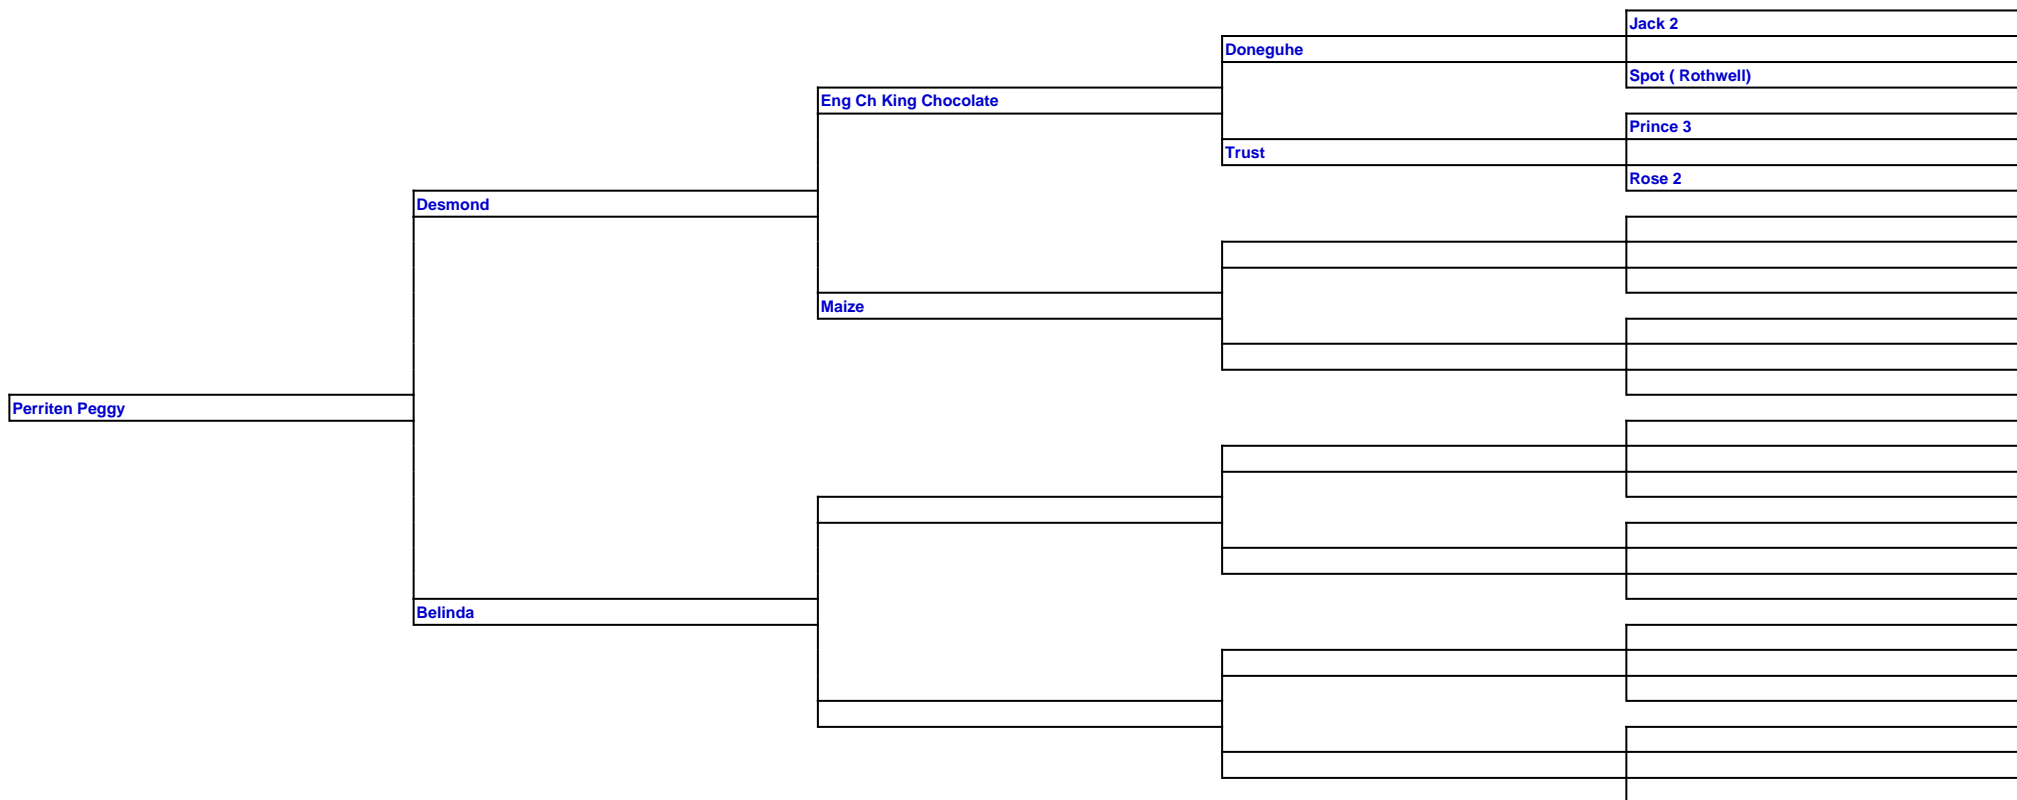 Jack 2
Doneguhe
Spot ( Rothwell)
Eng Ch King Chocolate
Prince 3
Trust
Rose 2
Desmond
Maize
Perriten Peggy
Belinda